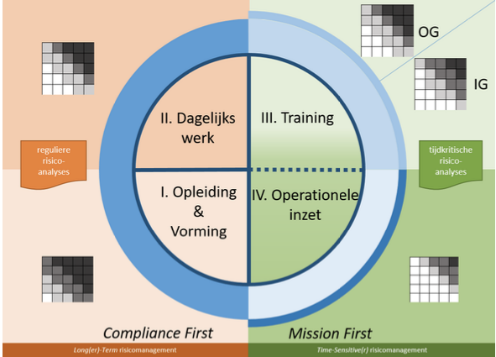 OG
IG
II. Dagelijks
werk
III. Training
reguliere
risico-
analyses
tijdkritische
risico-
analyses
I. Opleiding
&
Vorming
IV. Operationele
inzet
Compliance First
Mission First
Long(er)-Term risicomanagement
Time-Sensitive(r) risicomanagement